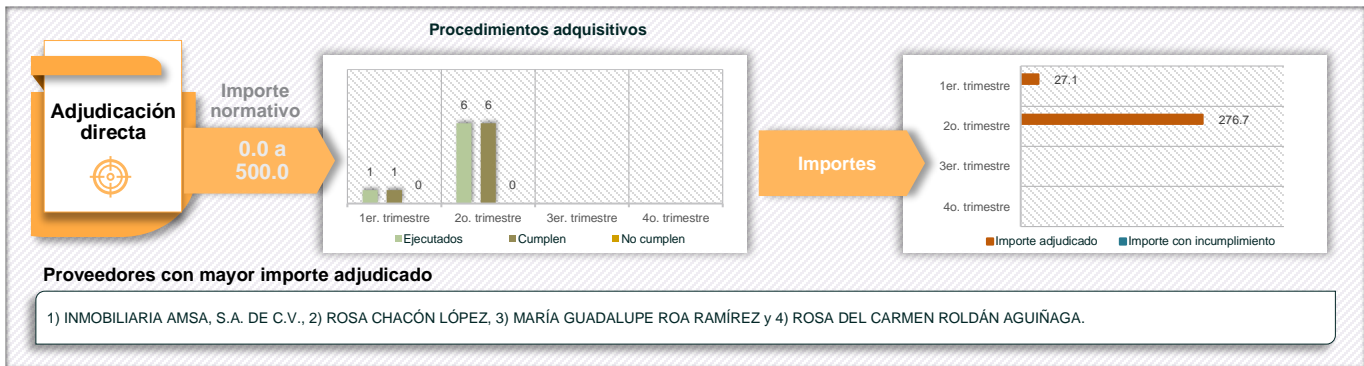 Procedimientos adquisitivos
Adjudicación
directa
Importe
normativo
0.0 a
500.0
1 1 0
6 6 0
1er. trimestre 2o. trimestre 3er. trimestre 4o. trimestre
Ejecutados Cumplen No cumplen
Importes
1er. trimestre 27.1
2o. trimestre 276.7
3er. trimestre
4o. trimestre
Importe adjudicado Importe con incumplimiento
Proveedores con mayor importe adjudicado
1) INMOBILIARIA AMSA, S.A. DE C.V., 2) ROSA CHACÓN LÓPEZ, 3) MARÍA GUADALUPE ROA RAMÍREZ y 4) ROSA DEL CARMEN ROLDÁN AGUIÑAGA.